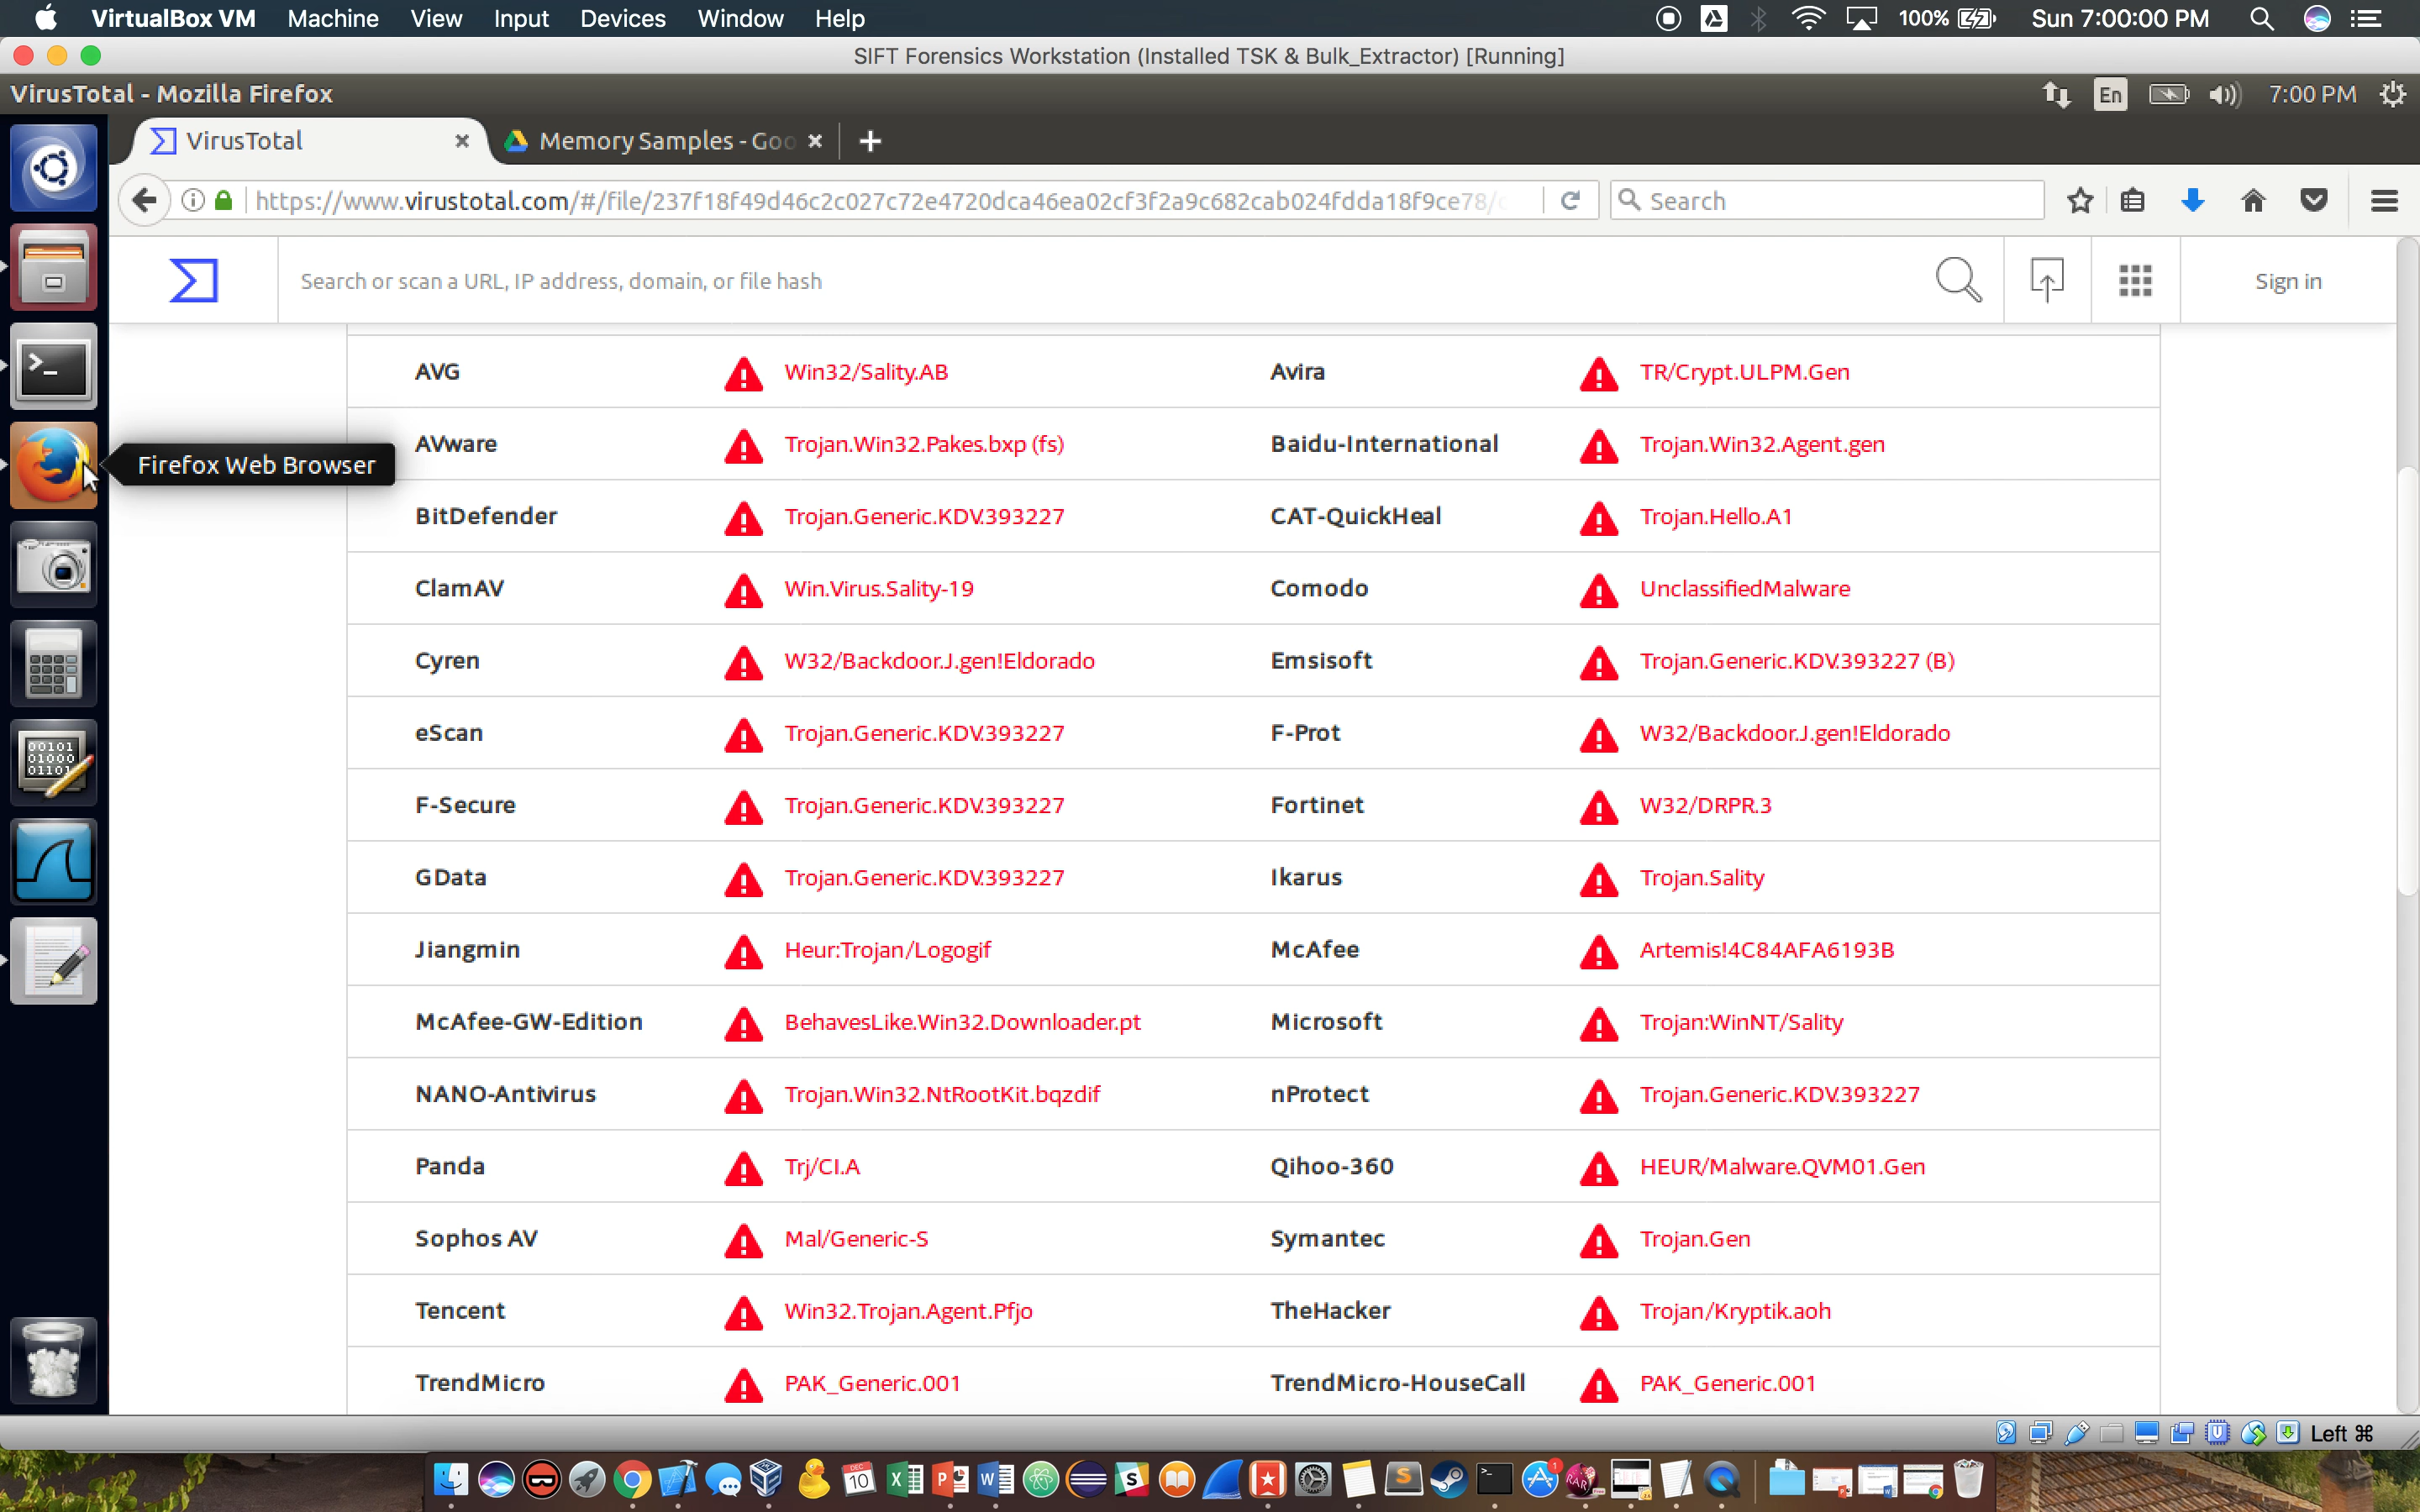 VirtualBox VM Machine View Input Devices Window Help 100% Sun 7:00:00 PM
SIFT Forensics Workstation (Installed TSK & Bulk_Extractor) [Running]
VirusTotal - Mozilla Firefox En 7:00 PM
VirusTotal Memory Samples - Goo
https://www.virustotal.com/#/file/237f18f49d46c2c027c72e4720dca46ea02cf3f2a9c682cab024fdda18f9ce78/ Search
Search or scan a URL, IP address, domain, or file hash Sign in
AVG Win32/Sality.AB Avira TR/Crypt.ULPM.Gen
AVware Trojan.Win32.Pakes.bxp (fs) Baidu-International Trojan.Win32.Agent.gen
Firefox Web Browser
BitDefender Trojan.Generic.KDV.393227 CAT-QuickHeal Trojan.Hello.A1
ClamAV Win.Virus.Sality-19 Comodo UnclassifiedMalware
Cyren W32/Backdoor.J.gen!Eldorado Emsisoft Trojan.Generic.KDV.393227 (B)
eScan Trojan.Generic.KDV.393227 F-Prot W32/Backdoor.J.gen!Eldorado
F-Secure Trojan.Generic.KDV.393227 Fortinet W32/DRPR.3
GData Trojan.Generic.KDV.393227 Ikarus Trojan.Sality
Jiangmin Heur:Trojan/Logogif McAfee Artemis!4C84AFA6193B
McAfee-GW-Edition BehavesLike.Win32.Downloader.pt Microsoft Trojan:WinNT/Sality
NANO-Antivirus Trojan.Win32.NtRootKit.bqzdif nProtect Trojan.Generic.KDV.393227
Panda Trj/CI.A Qihoo-360 HEUR/Malware.QVM01.Gen
Sophos AV Mal/Generic-S Symantec Trojan.Gen
Tencent Win32.Trojan.Agent.Pfjo TheHacker Trojan/Kryptik.aoh
TrendMicro PAK_Generic.001 TrendMicro-HouseCall PAK_Generic.001
Left ⌘
DEC
10